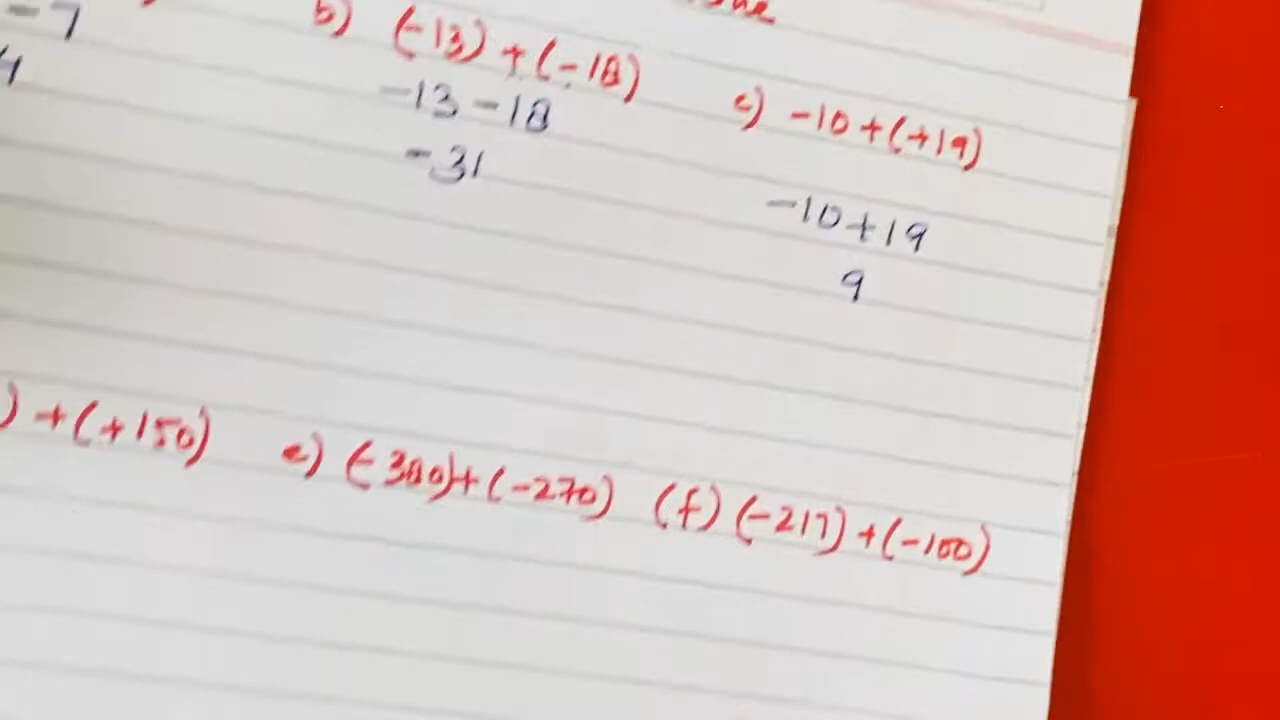 -7
b) (-13) + (-18)
-13 - 18
-31
c) -10 + (+19)
-10 + 19
9
) + (+150)
e) (-380) + (-270)
(f) (-217) + (-100)